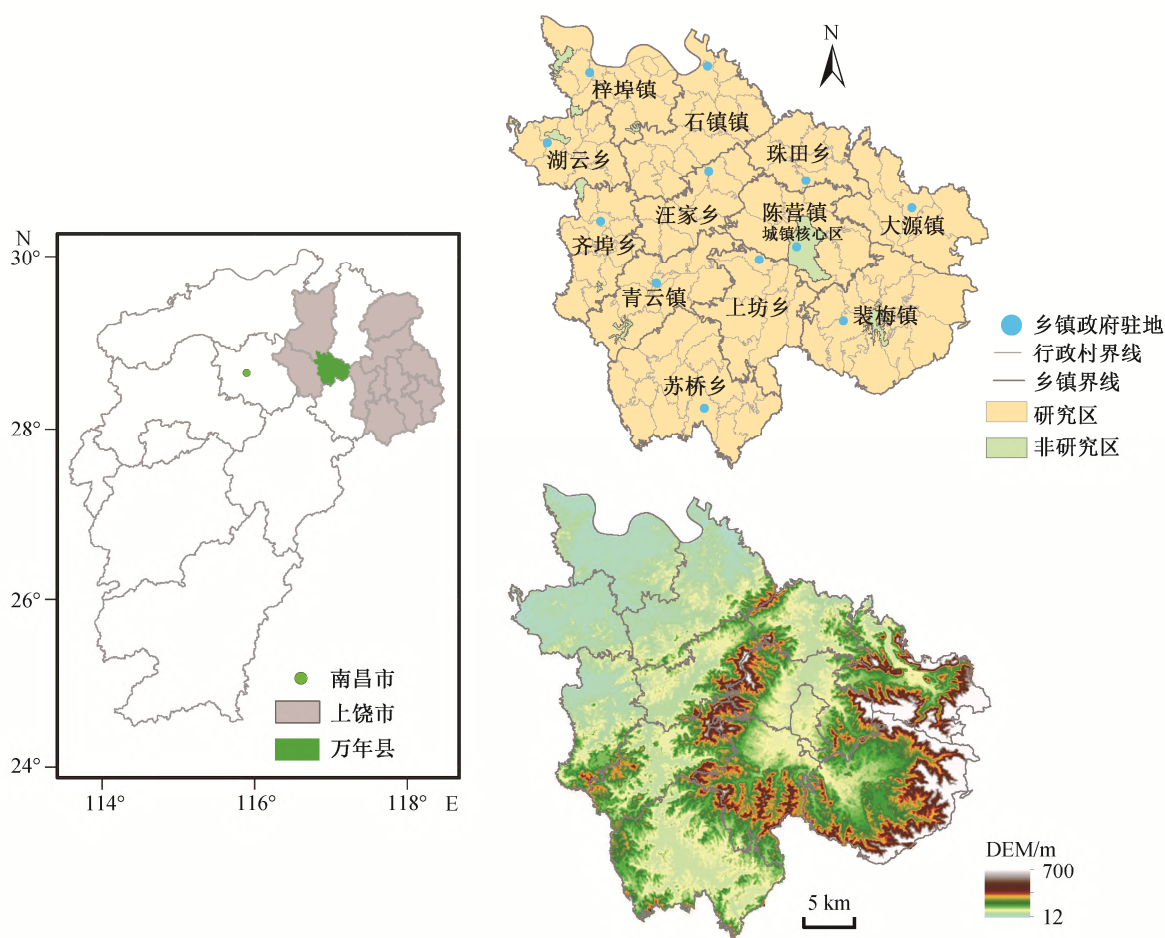 N
30°
28°
26°
24°
114°
116°
118°
E
南昌市
上饶市
万年县
N
梓埠镇
石镇镇
湖云乡
珠田乡
汪家乡
陈营镇
城镇核心区
大源镇
齐埠乡
青云镇
上坊乡
裴梅镇
苏桥乡
乡镇政府驻地
行政村界线
乡镇界线
研究区
非研究区
DEM/m
700
12
5 km